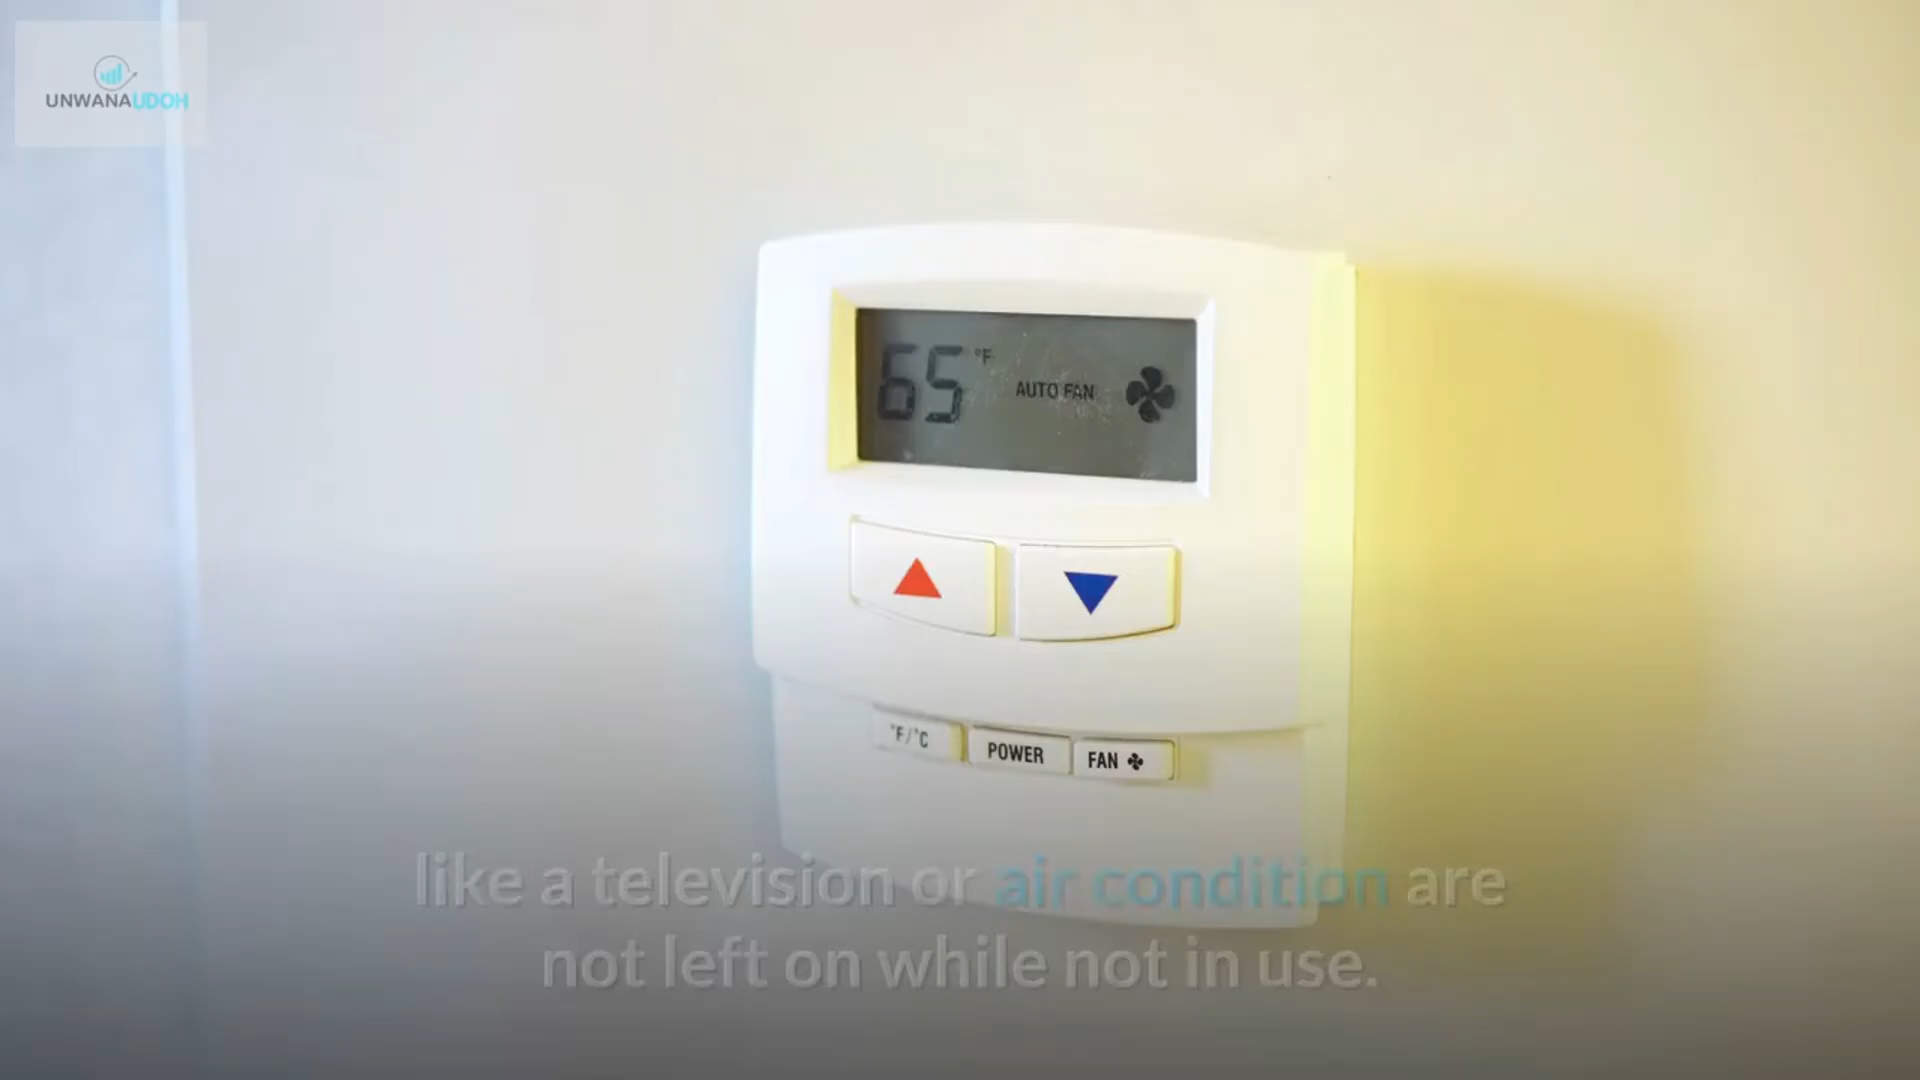 UNWANAUDOH
65 °F
AUTO FAN
°F/°C
POWER
FAN
like a television or air condition are
not left on while not in use.